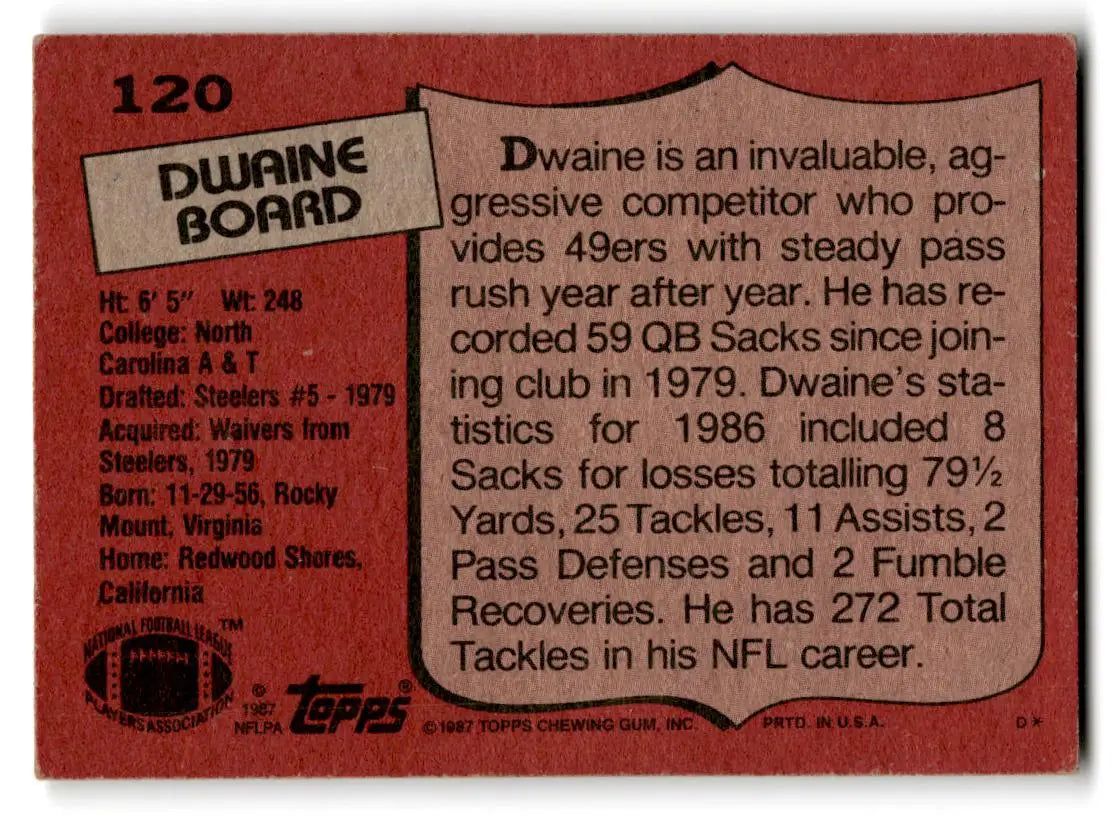 120
DWAINE
BOARD
Ht: 6' 5" Wt: 248
College: North
Carolina A & T
Drafted: Steelers #5 - 1979
Acquired: Waivers from
Steelers, 1979
Born: 11-29-56, Rocky
Mount, Virginia
Home: Redwood Shores,
California
NATIONAL FOOTBALL LEAGUE
PLAYERS ASSOCIATION
TM
© 1987
NFLPA
Topps®
Dwaine is an invaluable, ag-
gressive competitor who pro-
vides 49ers with steady pass
rush year after year. He has re-
corded 59 QB Sacks since join-
ing club in 1979. Dwaine's sta-
tistics for 1986 included 8
Sacks for losses totalling 79½
Yards, 25 Tackles, 11 Assists, 2
Pass Defenses and 2 Fumble
Recoveries. He has 272 Total
Tackles in his NFL career.
© 1987 TOPPS CHEWING GUM, INC. PRTD. IN U.S.A. D*